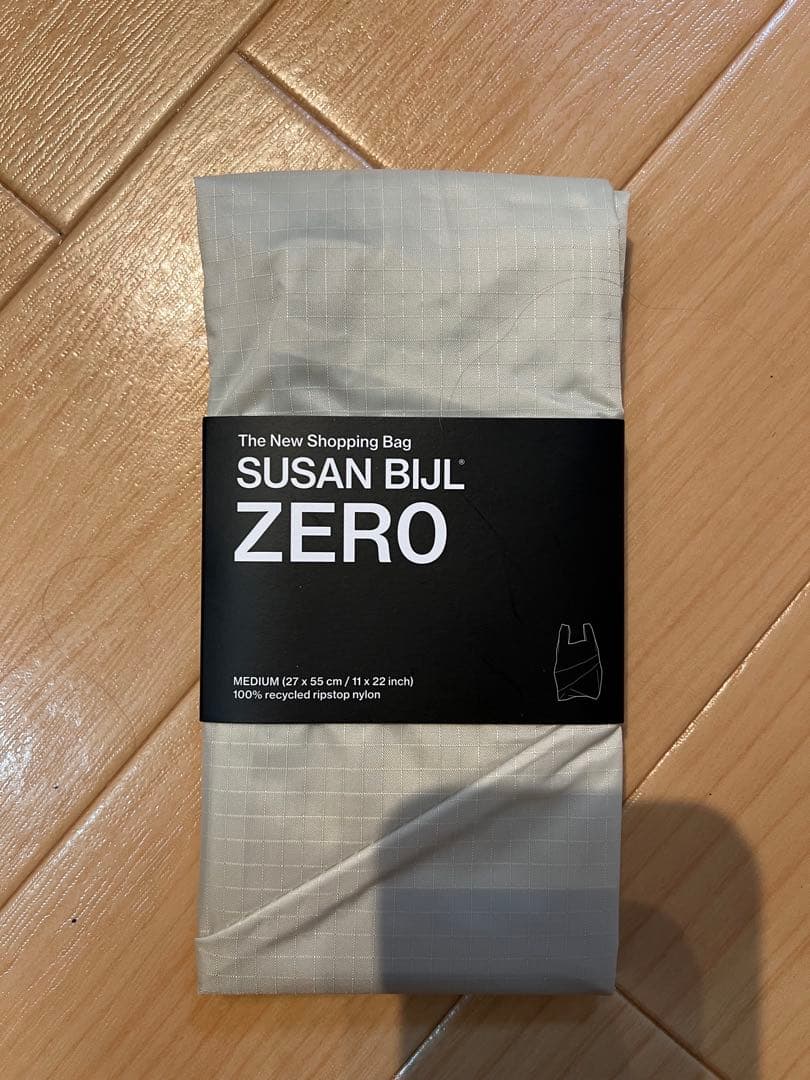 The New Shopping Bag
SUSAN BIJL®
ZERO
MEDIUM (27 x 55 cm / 11 x 22 inch)
100% recycled ripstop nylon